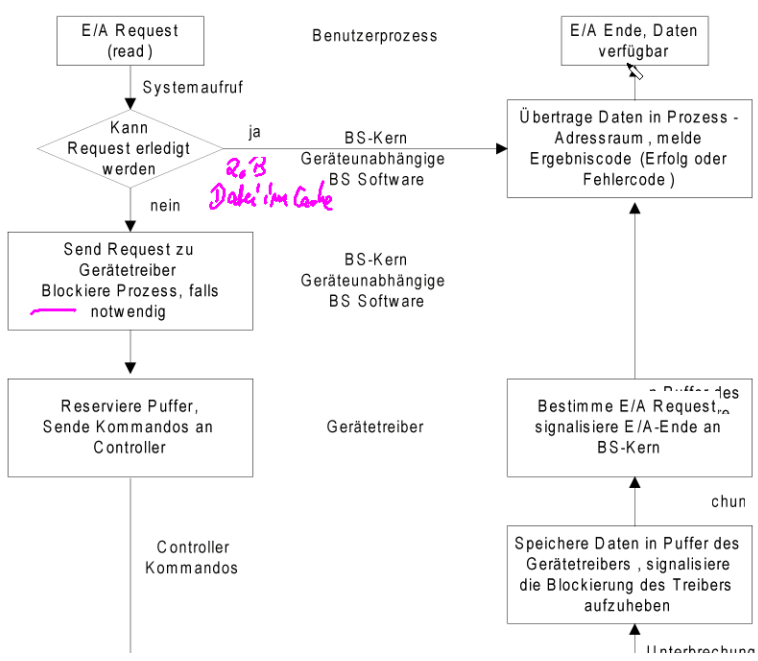 E/A Request
(read )
Benutzerprozess
E/A Ende, Daten
verfügbar
Systemaufruf
Kann
Request erledigt
werden
ja
z.B
Datei im Cache
BS-Kern
Geräteunabhängige
BS Software
Übertrage Daten in Prozess -
Adressraum , melde
Ergebniscode (Erfolg oder
Fehlercode )
nein
Send Request zu
Gerätetreiber
Blockiere Prozess, falls
notwendig
BS-Kern
Geräteunabhängige
BS Software
Reserviere Puffer,
Sende Kommandos an
Controller
Gerätetreiber
des
Bestimme E/A Request,
signalisiere E/A-Ende an
BS-Kern
chun
Controller
Kommandos
Speichere Daten in Puffer des
Gerätetreibers , signalisiere
die Blockierung des Treibers
aufzuheben
Unterbrechung